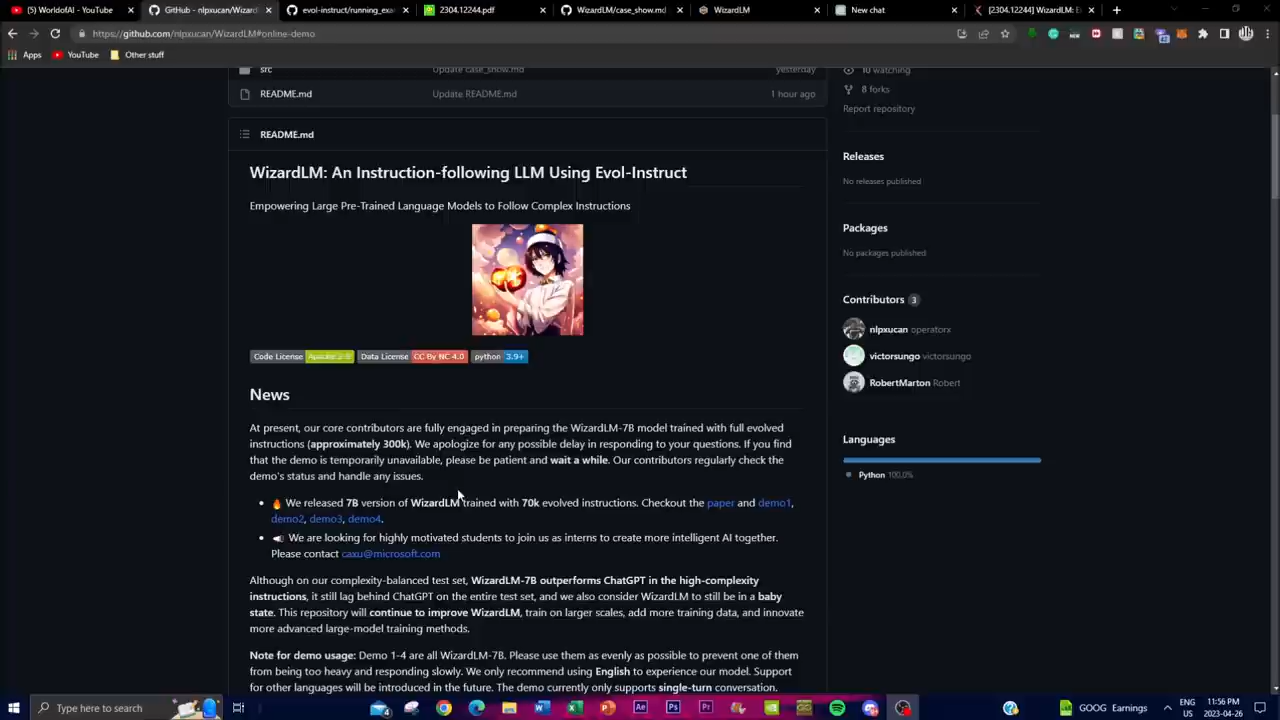 WorldofAI - YouTube
GitHub - nlpxucan/WizardLM:
evol-instruct/running_exa
2304.12244.pdf
WizardLM/case_show.md
WizardLM
New chat
[2304.12244] WizardLM: E
https://github.com/nlpxucan/WizardLM#online-demo
Apps
YouTube
Other stuff
src
Update case_show.md
yesterday
README.md
Update README.md
1 hour ago
10 watching
8 forks
Report repository
README.md
WizardLM: An Instruction-following LLM Using Evol-Instruct
Empowering Large Pre-Trained Language Models to Follow Complex Instructions
Code License Apache 2.0
Data License CC By NC 4.0
python 3.9+
News
At present, our core contributors are fully engaged in preparing the WizardLM-7B model trained with full evolved
instructions (approximately 300k). We apologize for any possible delay in responding to your questions. If you find
that the demo is temporarily unavailable, please be patient and wait a while. Our contributors regularly check the
demo's status and handle any issues.
• 🔥 We released 7B version of WizardLM trained with 70k evolved instructions. Checkout the paper and demo1,
demo2, demo3, demo4.
• 📣 We are looking for highly motivated students to join us as interns to create more intelligent AI together.
Please contact caxu@microsoft.com
Although on our complexity-balanced test set, WizardLM-7B outperforms ChatGPT in the high-complexity
instructions, it still lag behind ChatGPT on the entire test set, and we also consider WizardLM to still be in a baby
state. This repository will continue to improve WizardLM, train on larger scales, add more training data, and innovate
more advanced large-model training methods.
Note for demo usage: Demo 1-4 are all WizardLM-7B. Please use them as evenly as possible to prevent one of them
from being too heavy and responding slowly. We only recommend using English to experience our model. Support
for other languages will be introduced in the future. The demo currently only supports single-turn conversation.
Releases
No releases published
Packages
No packages published
Contributors 3
nlpxucan operatorx
victorsungo victorsungo
RobertMarton Robert
Languages
Python 100.0%
Type here to search
GOOG Earnings
ENG
US
11:56 PM
2023-04-26